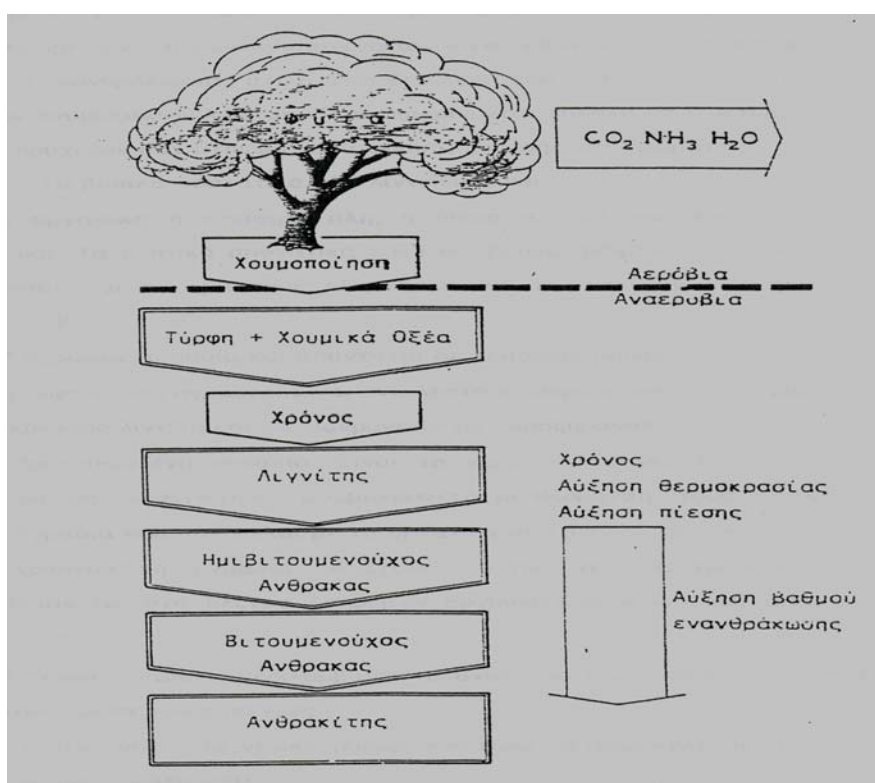 φ υ τ ά
CO2 NH3 H2O
Χουμοποίηση
Αερόβια
Αναερόβια
Τύρφη + Χουμικά Οξέα
Χρόνος
Λιγνίτης
Χρόνος
Αύξηση θερμοκρασίας
Αύξηση πίεσης
Ημιβιτουμενούχος
Ανθρακας
Αύξηση βαθμού
ενανθράκωσης
Βιτουμενούχος
Ανθρακας
Ανθρακίτης